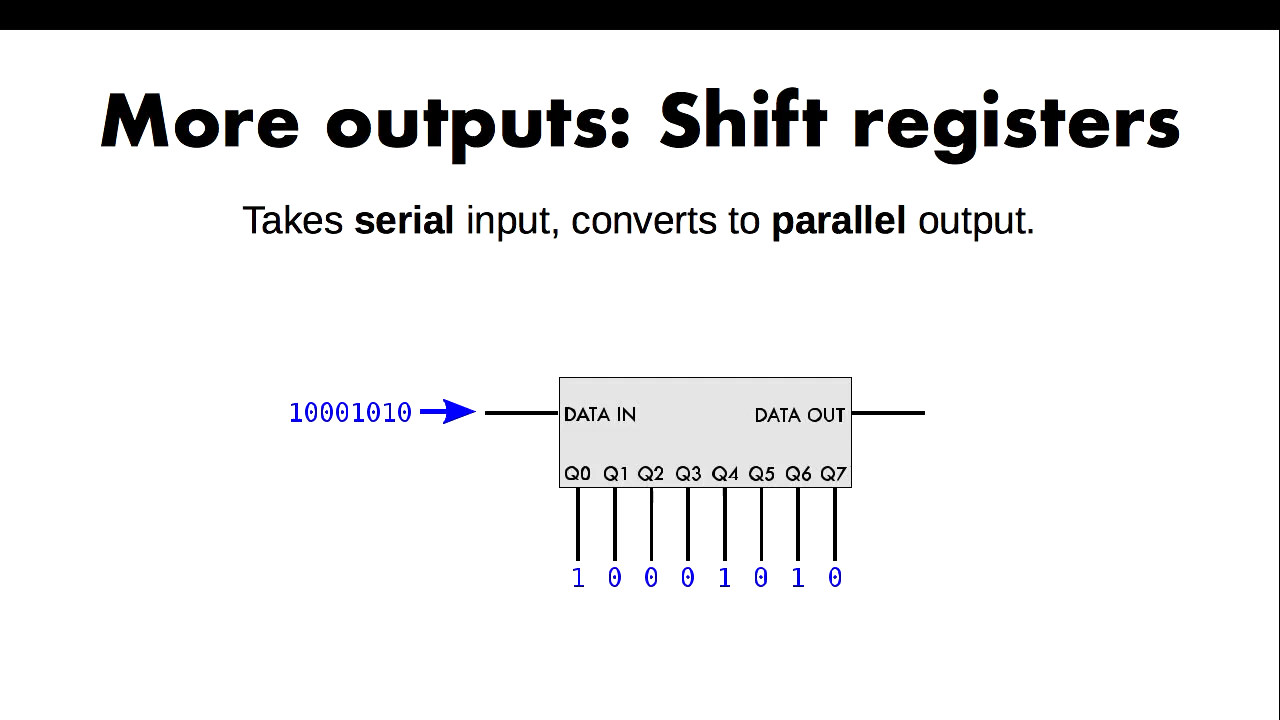 More outputs: Shift registers
Takes serial input, converts to parallel output.
10001010
DATA IN DATA OUT
Q0 Q1 Q2 Q3 Q4 Q5 Q6 Q7
1 0 0 0 1 0 1 0